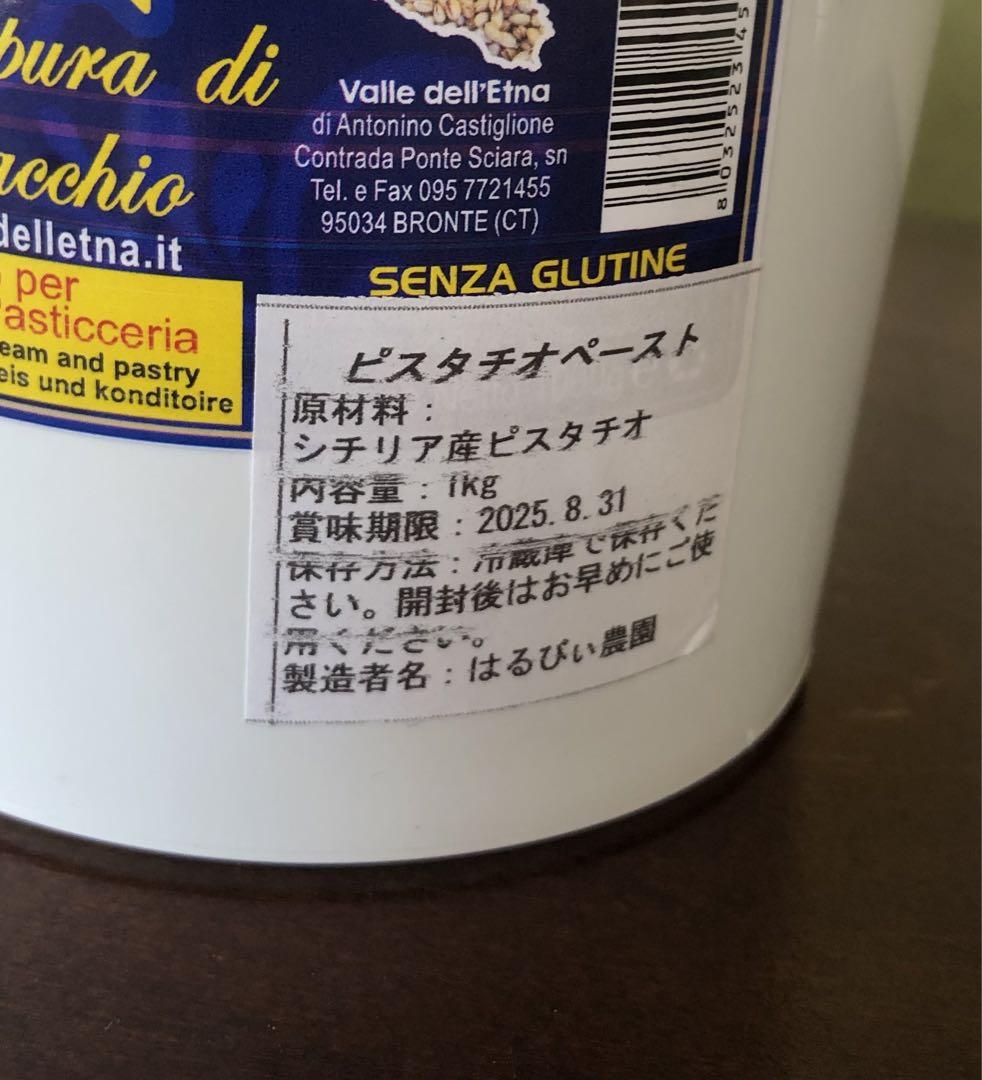 pura di
acchio
delletna.it
per
asticceria
eam and pastry
eis und konditoire
Valle dell'Etna
di Antonino Castiglione
Contrada Ponte Sciara, sn
Tel. e Fax 095 7721455
95034 BRONTE (CT)
8 032523 45
SENZA GLUTINE
ピスタチオペースト
原材料：
シチリア産ピスタチオ
内容量：1kg
賞味期限：2025.8.31
保存方法：冷蔵庫で保存くだ
さい。開封後はお早めにご使
用ください。
製造者名：はるぴぃ農園